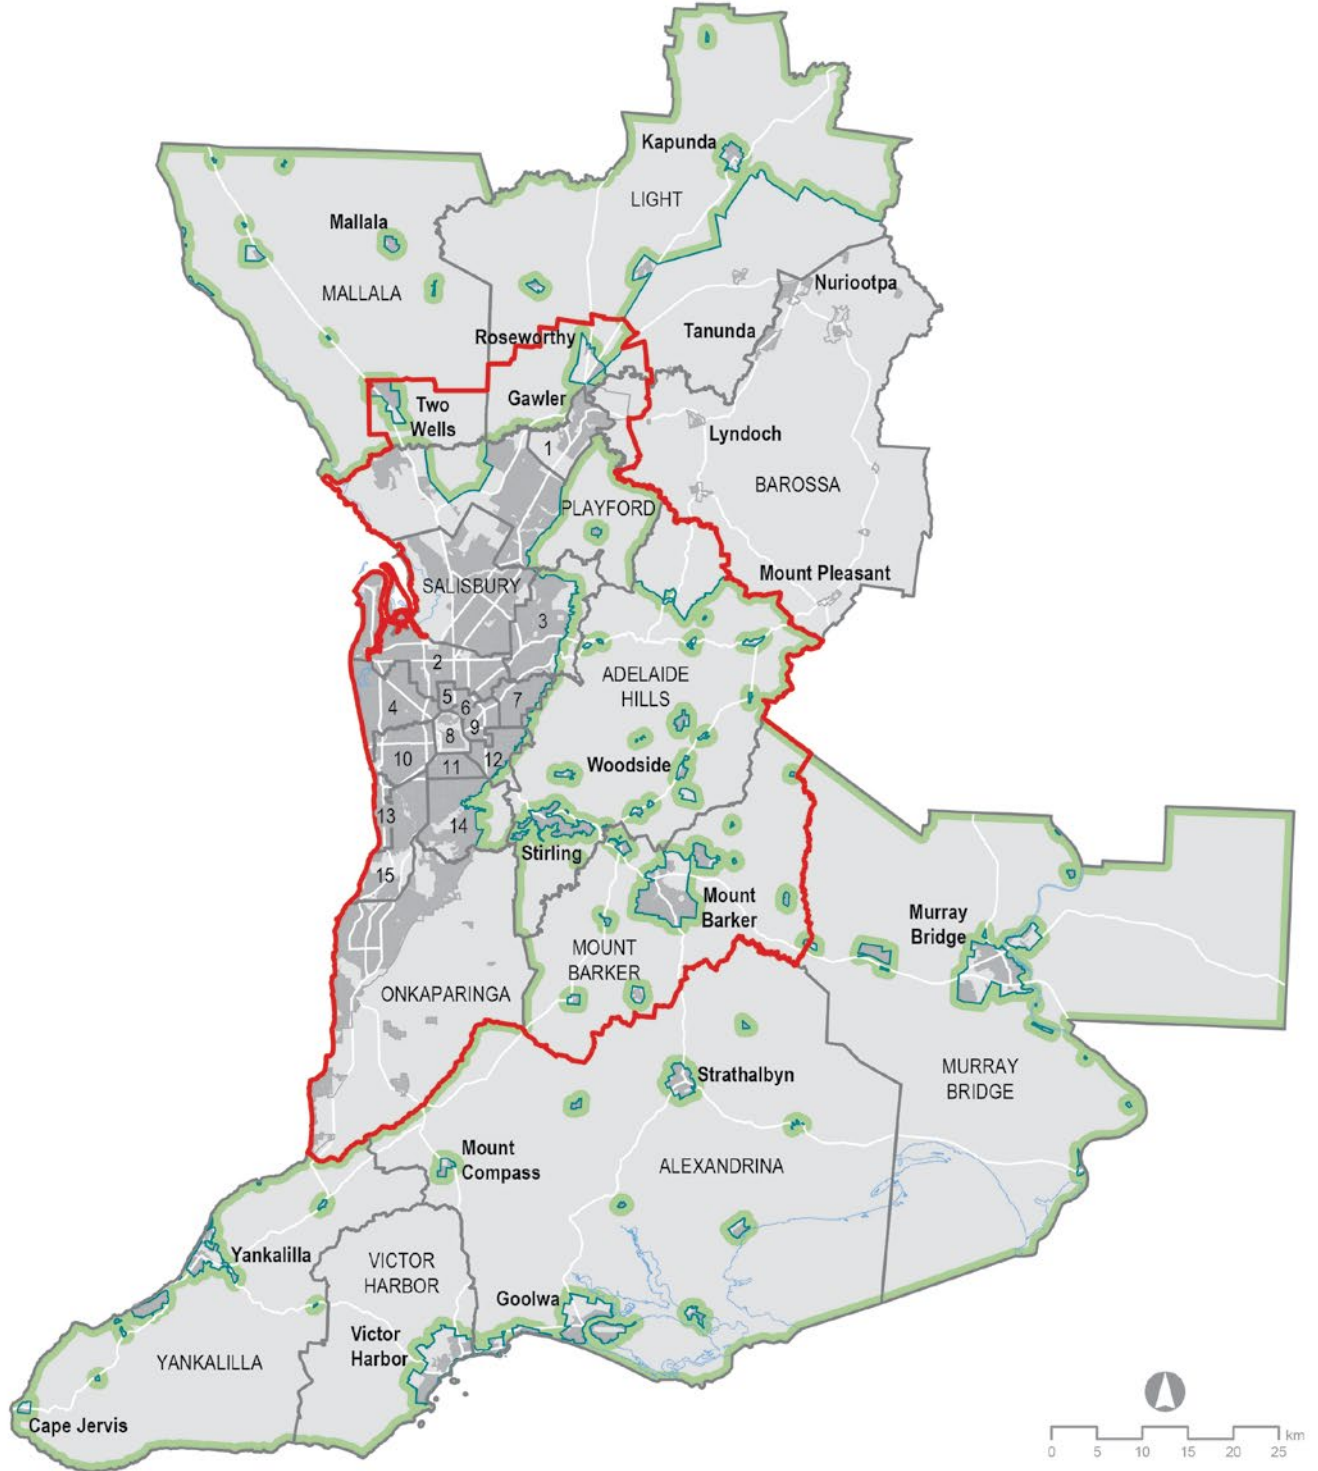 Kapunda
LIGHT
Mallala
MALLALA
Nuriootpa
Roseworthy
Tanunda
Gawler
Two
Wells
Lyndoch
1
BAROSSA
PLAYFORD
Mount Pleasant
SALISBURY
3
2
ADELAIDE
HILLS
5
7
4
6
9
8
10
12
11
Woodside
13
14
Stirling
15
Mount
Barker
Murray
Bridge
MOUNT
BARKER
ONKAPARINGA
MURRAY
BRIDGE
Strathalbyn
Mount
Compass
ALEXANDRINA
Yankalilla
VICTOR
HARBOR
Goolwa
Victor
Harbor
YANKALILLA
Cape Jervis
km
0 5 10 15 20 25